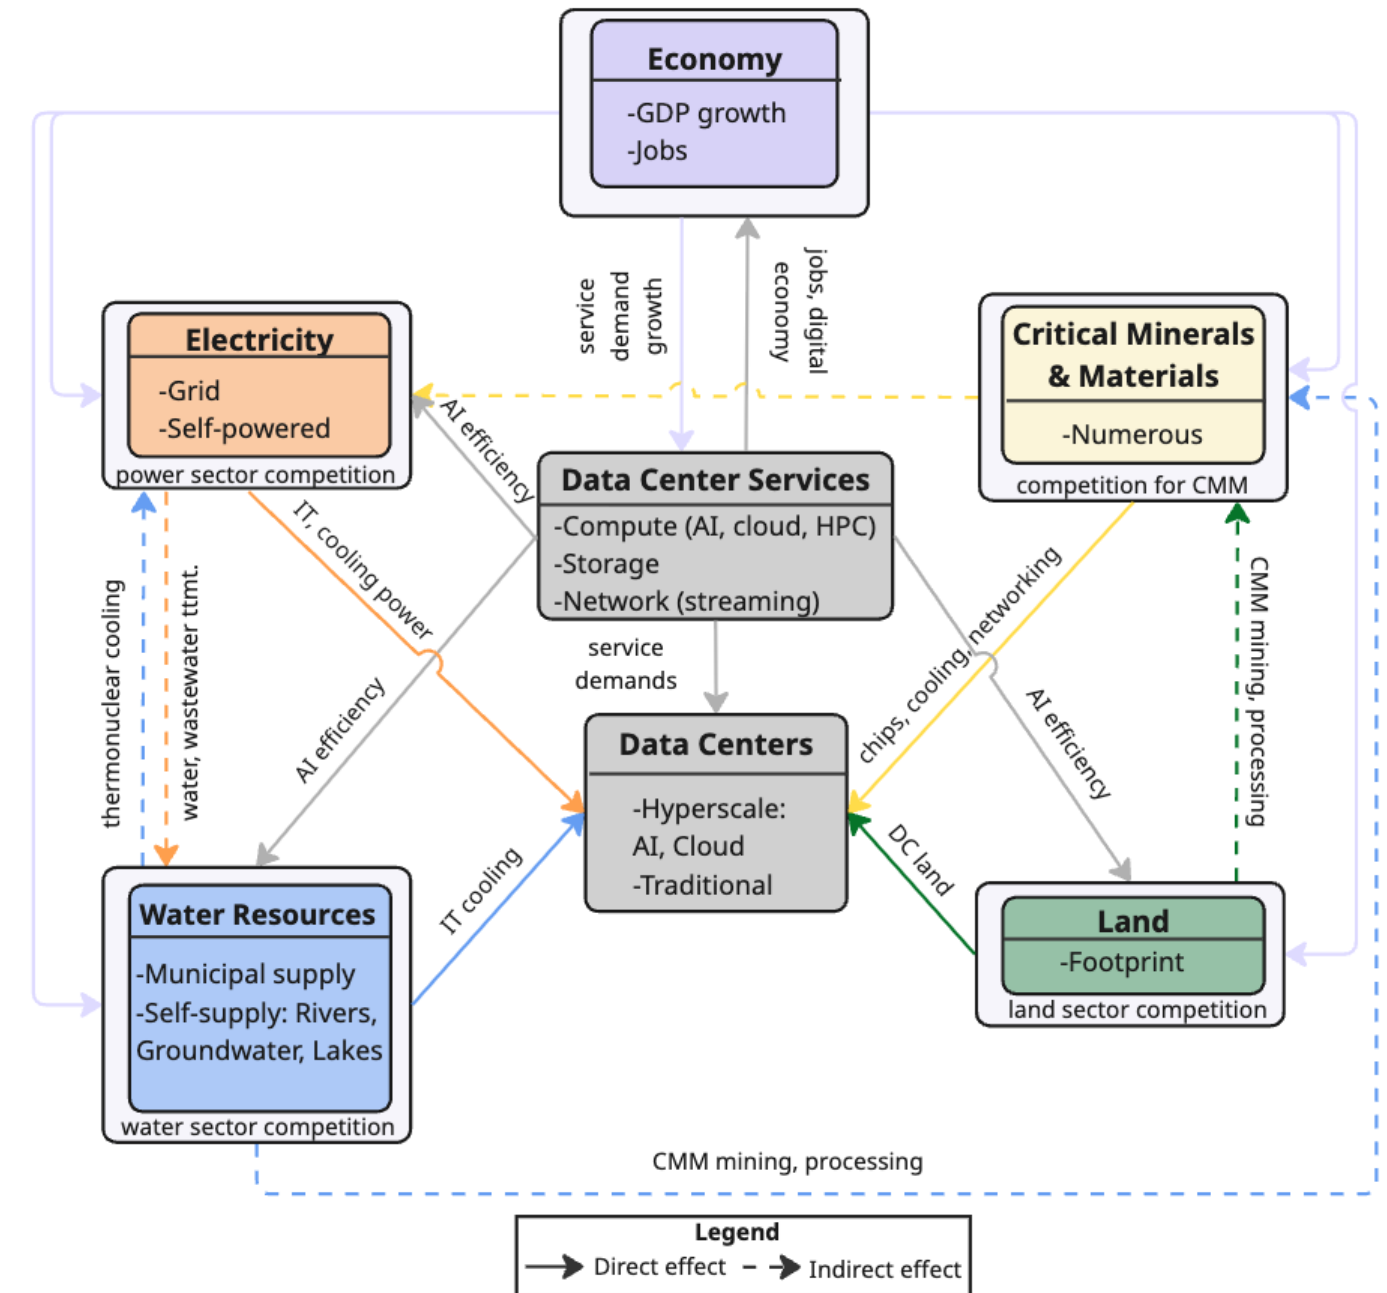 Economy
-GDP growth
-Jobs
service
demand
growth
jobs, digital
economy
Electricity
-Grid
-Self-powered
power sector competition
Critical Minerals
& Materials
-Numerous
competition for CMM
AI efficiency
Data Center Services
-Compute (AI, cloud, HPC)
-Storage
-Network (streaming)
IT, cooling power
chips, cooling, networking
thermonuclear cooling
water, wastewater ttmt.
CMM mining, processing
service
demands
AI efficiency
AI efficiency
Data Centers
-Hyperscale:
AI, Cloud
-Traditional
IT cooling
DC land
Water Resources
-Municipal supply
-Self-supply: Rivers,
Groundwater, Lakes
water sector competition
Land
-Footprint
land sector competition
CMM mining, processing
Legend
Direct effect
Indirect effect